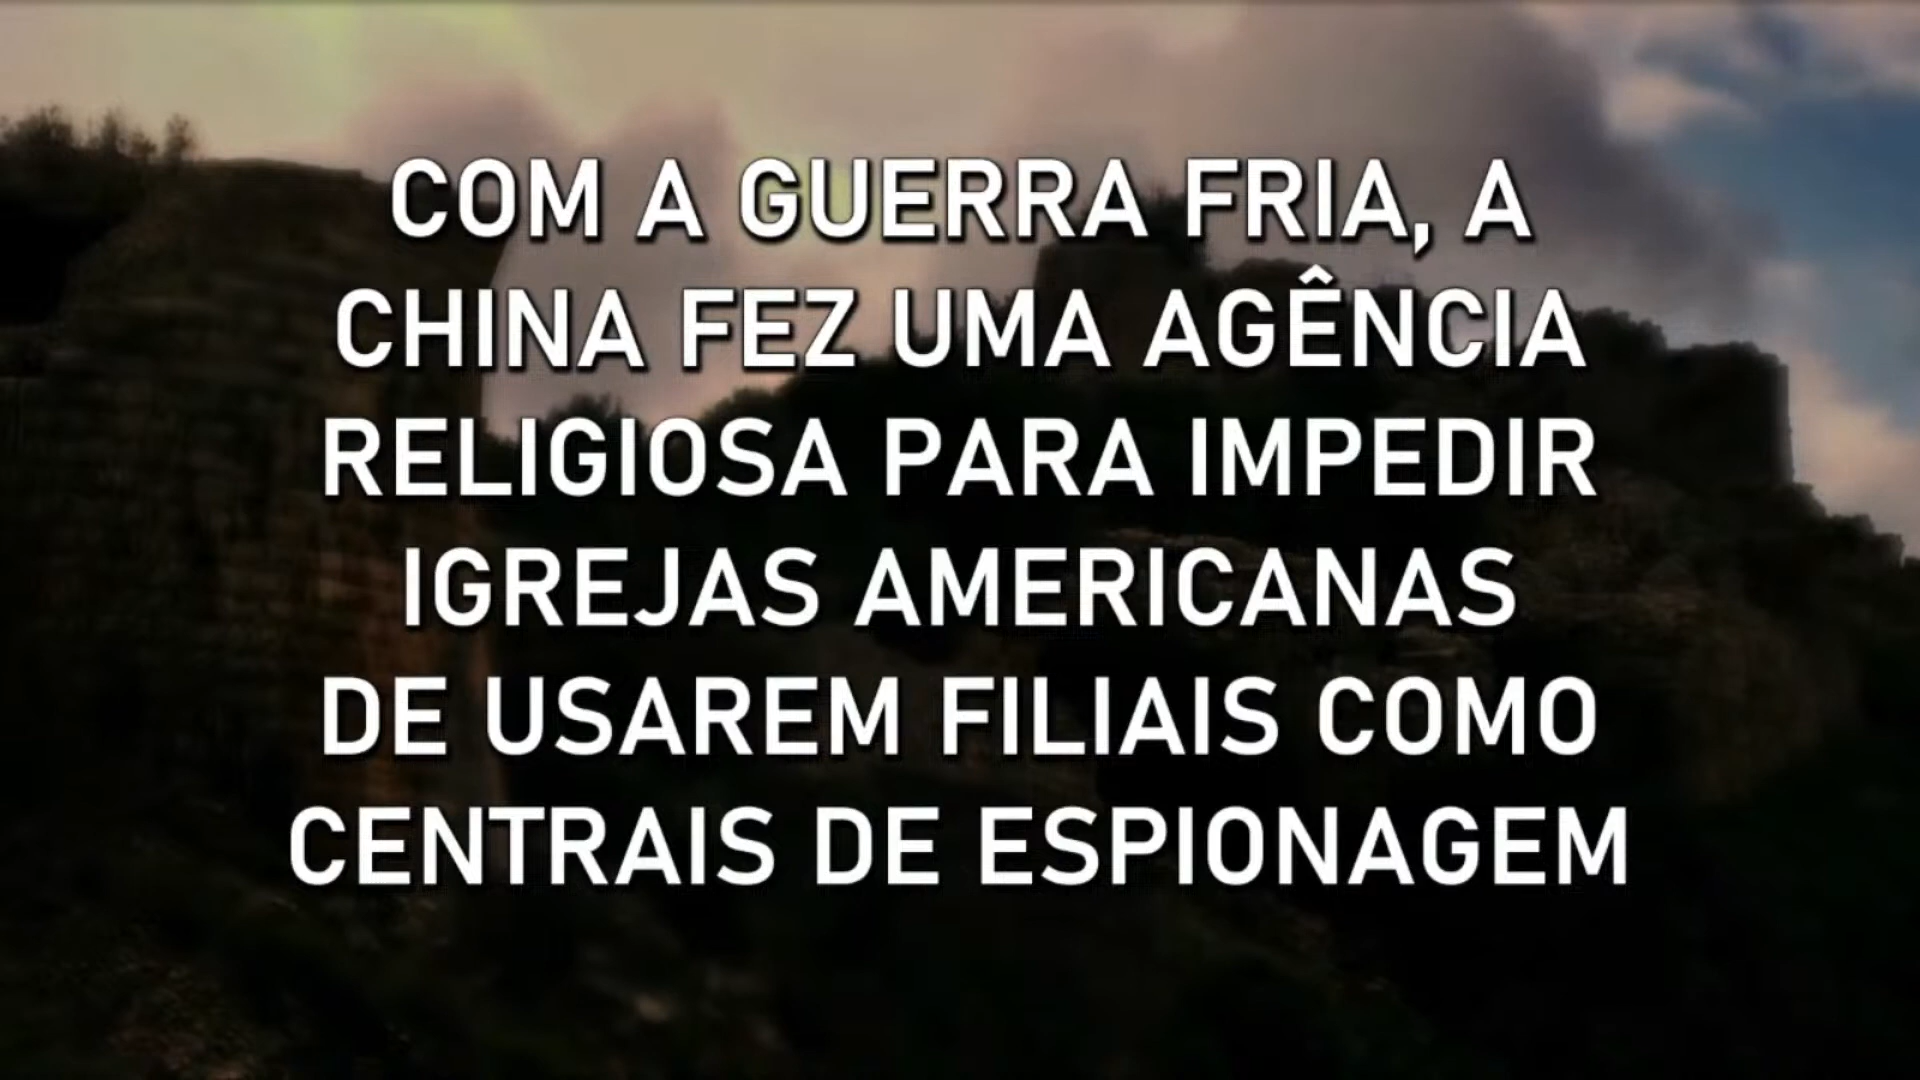 COM A GUERRA FRIA, A
CHINA FEZ UMA AGÊNCIA
RELIGIOSA PARA IMPEDIR
IGREJAS AMERICANAS
DE USAREM FILIAIS COMO
CENTRAIS DE ESPIONAGEM